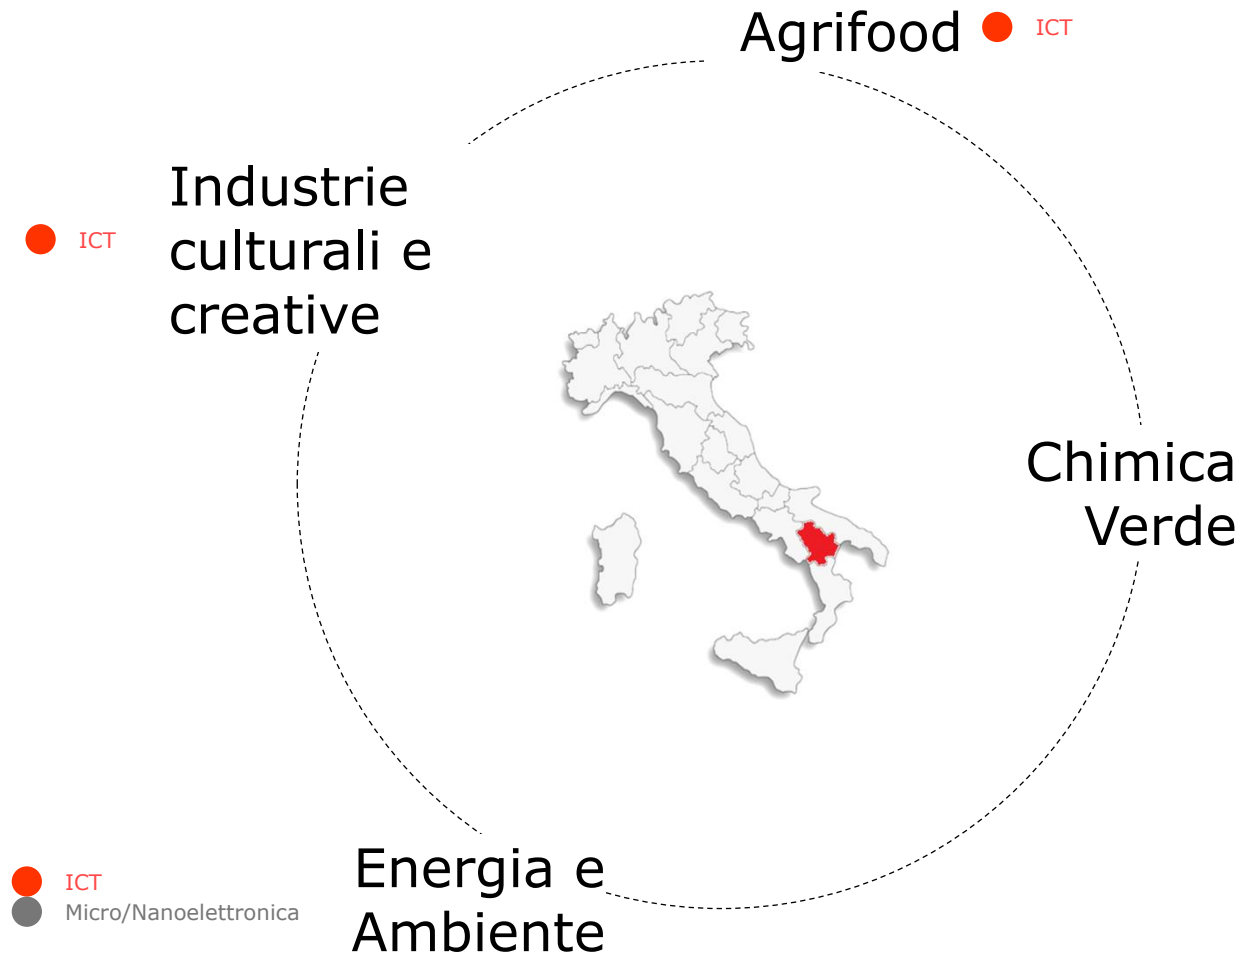 Agrifood
ICT
Industrie
culturali e
creative
ICT
Chimica
Verde
Energia e
Ambiente
ICT
Micro/Nanoelettronica